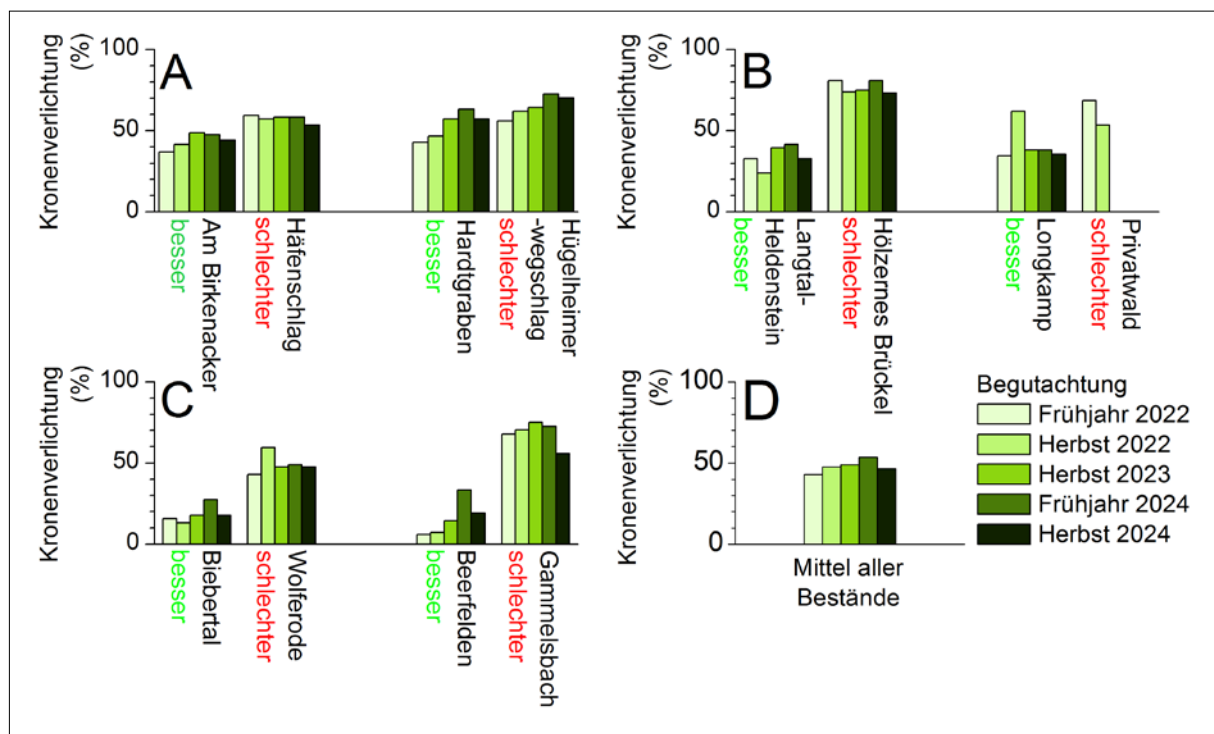 A
Kronenverlichtung
(%)
100
50
0
besser
Am Birkenacker
schlechter
Häfenschlag
besser
Hardtgraben
schlechter
Hügelheimer
-wegschlag
B
Kronenverlichtung
(%)
100
50
0
besser
Langtal-
Heldenstein
schlechter
Hölzernes Brückel
besser
Longkamp
schlechter
Privatwald
C
Kronenverlichtung
(%)
100
50
0
besser
Biebertal
schlechter
Wolferode
besser
Beerfelden
schlechter
Gammelsbach
D
Kronenverlichtung
(%)
100
50
0
Mittel aller
Bestände
Begutachtung
Frühjahr 2022
Herbst 2022
Herbst 2023
Frühjahr 2024
Herbst 2024